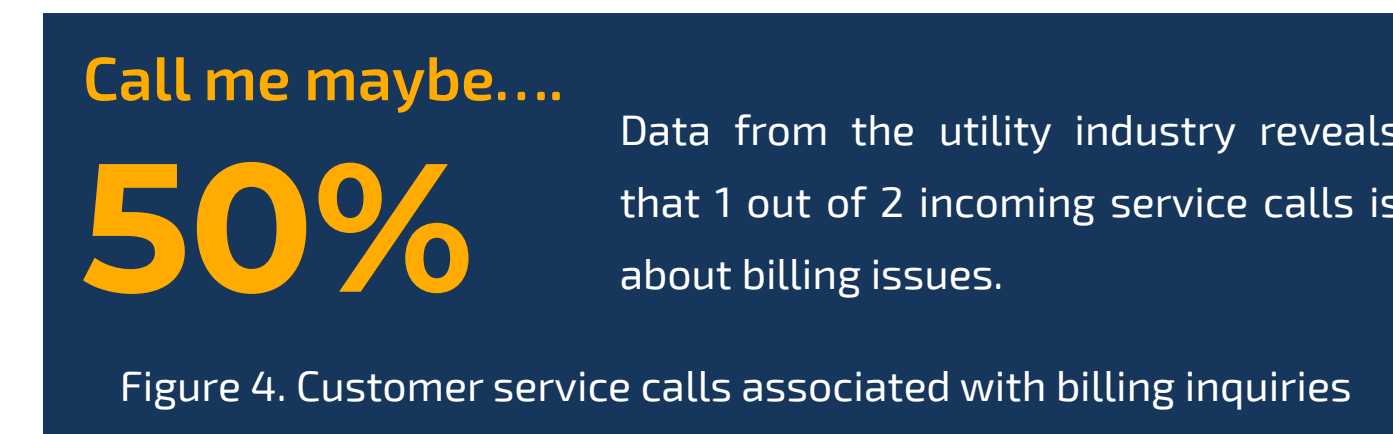 Call me maybe....
50%
Data from the utility industry reveals
that 1 out of 2 incoming service calls is
about billing issues.
Figure 4. Customer service calls associated with billing inquiries